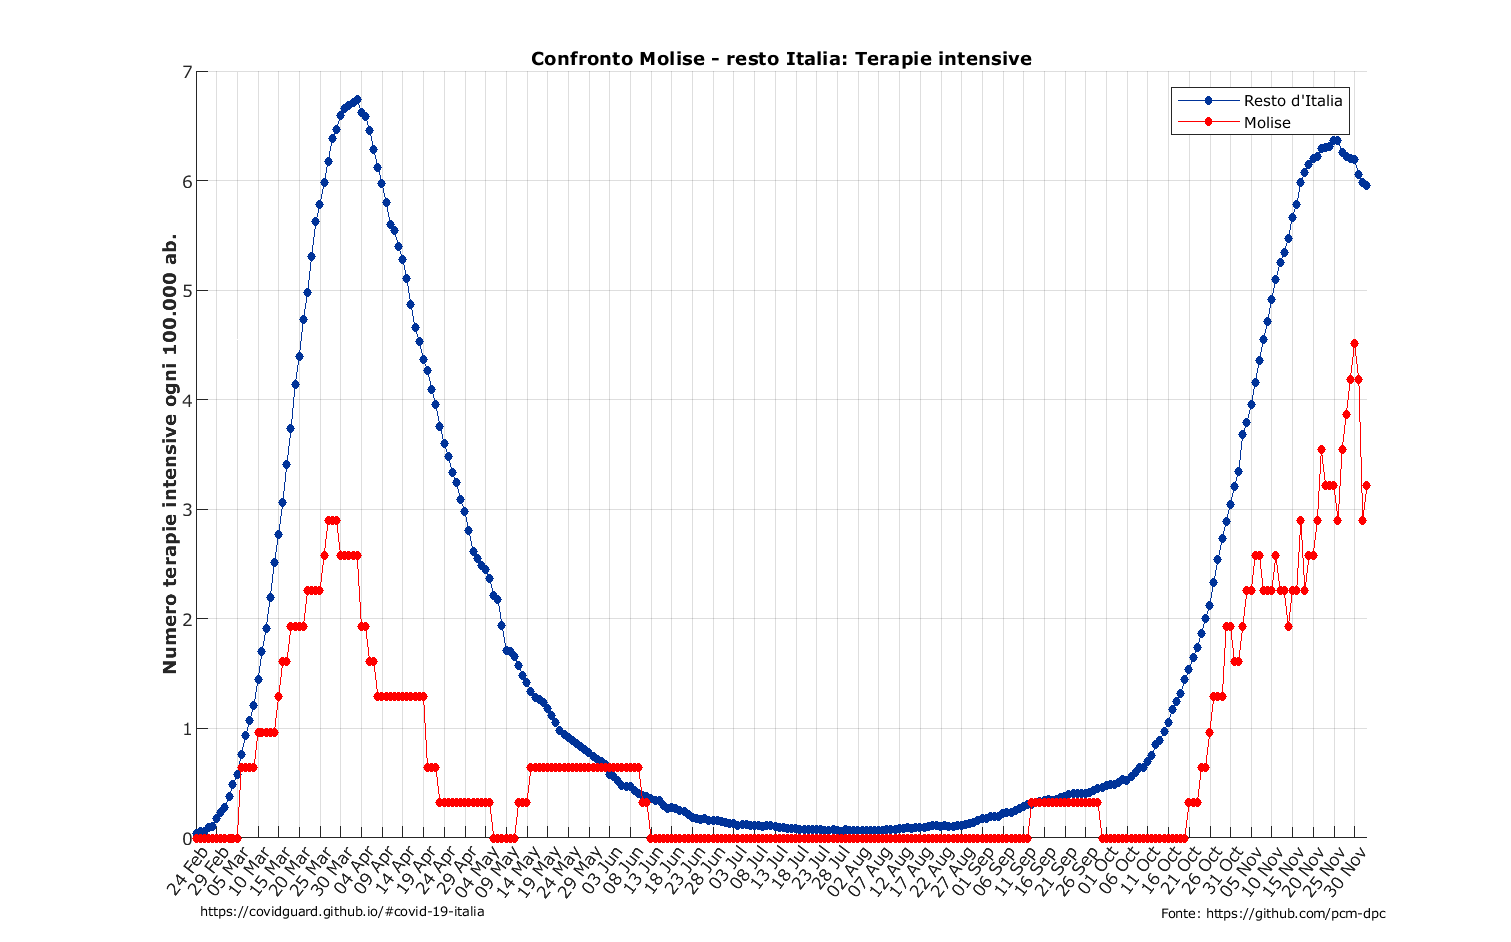 Confronto Molise - resto Italia: Terapie intensive
Resto d'Italia
Molise
Numero terapie intensive ogni 100.000 ab.
7
6
5
4
3
2
1
0
24 Feb
29 Feb
05 Mar
10 Mar
15 Mar
20 Mar
25 Mar
30 Mar
04 Apr
09 Apr
14 Apr
19 Apr
24 Apr
29 Apr
04 May
09 May
14 May
19 May
24 May
29 May
03 Jun
08 Jun
13 Jun
18 Jun
23 Jun
28 Jun
03 Jul
08 Jul
13 Jul
18 Jul
23 Jul
28 Jul
02 Aug
07 Aug
12 Aug
17 Aug
22 Aug
27 Aug
01 Sep
06 Sep
11 Sep
16 Sep
21 Sep
26 Sep
01 Oct
06 Oct
11 Oct
16 Oct
21 Oct
26 Oct
31 Oct
05 Nov
10 Nov
15 Nov
20 Nov
25 Nov
30 Nov
https://covidguard.github.io/#covid-19-italia
Fonte: https://github.com/pcm-dpc